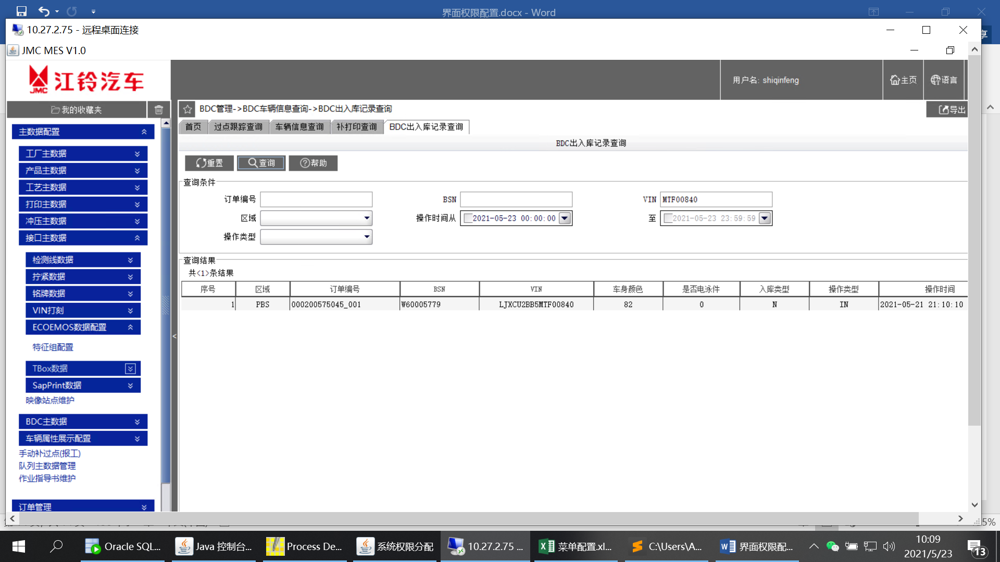 界面权限配置.docx - Word
10.27.2.75 - 远程桌面连接
享
JMC MES V1.0
JMC 江铃汽车
用户名: shiqinfeng
主页
语言
我的收藏夹
BDC管理->BDC车辆信息查询->BDC出入库记录查询
导出
首页
过点跟踪查询
车辆信息查询
补打印查询
BDC出入库记录查询
BDC出入库记录查询
重置
查询
帮助
查询条件
订单编号
BSN
VIN MTF00840
区域
操作时间从 2021-05-23 00:00:00
至 2021-05-23 23:59:59
操作类型
查询结果
共<1>条结果
序号 区域 订单编号 BSN VIN 车身颜色 是否电泳件 入库类型 操作类型 操作时间
1 PBS 000200575045_001 W60005779 LJXCU2BB5MTF00840 82 0 N IN 2021-05-21 21:10:10
主数据配置
工厂主数据
产品主数据
工艺主数据
打印主数据
冲压主数据
接口主数据
检测线数据
拧紧数据
铭牌数据
VIN打刻
ECOEMOS数据配置
特征组配置
TBox数据
SapPrint数据
映像站点维护
BDC主数据
车辆属性展示配置
手动补过点(报工)
队列主数据管理
作业指导书维护
订单管理
<
5%
Oracle SQL...
Java 控制台...
Process De...
系统权限分配
10.27.2.75 ...
菜单配置.xl...
C:\Users\A...
界面权限配...
10:09
2021/5/23
13